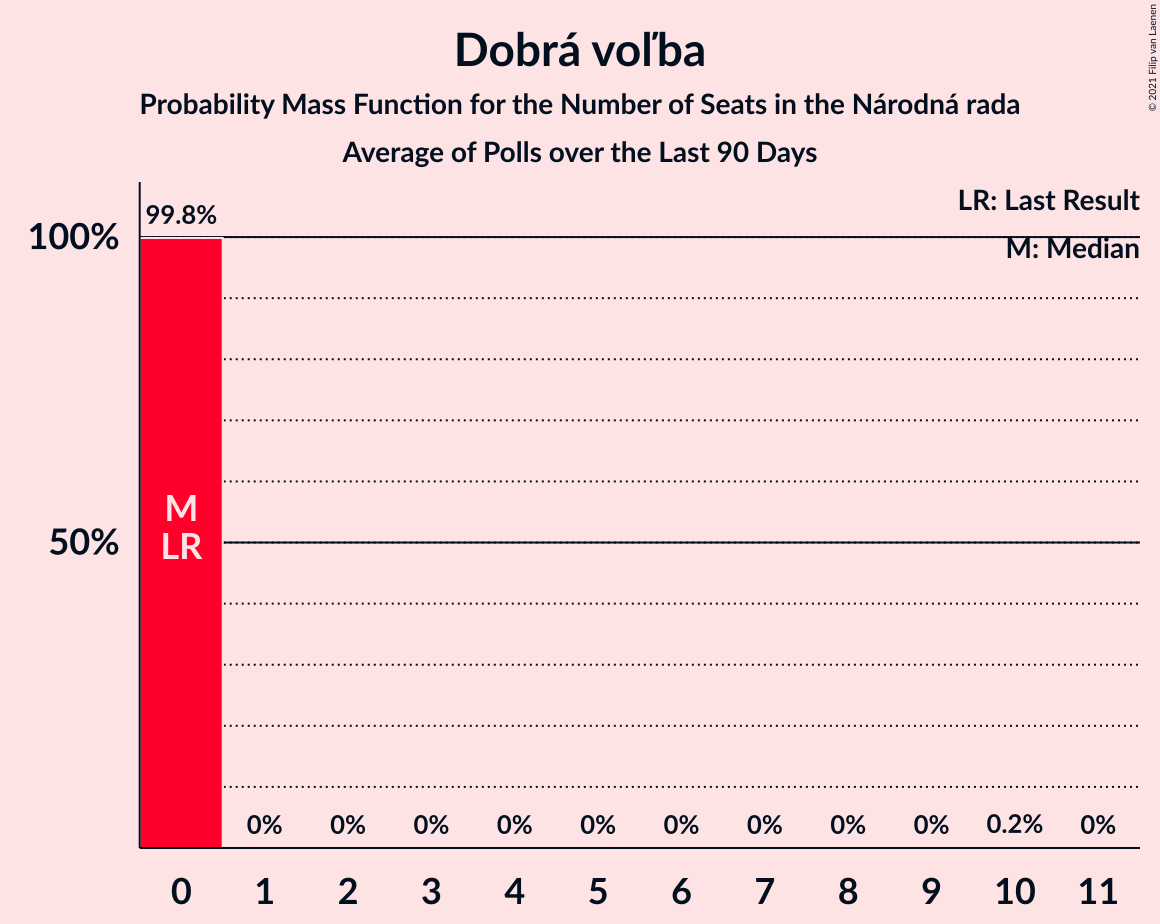 Dobrá voľba
Probability Mass Function for the Number of Seats in the Národná rada
Average of Polls over the Last 90 Days
© 2021 Filip van Laenen
LR: Last Result
M: Median
99.8%
100%
50%
M
LR
0% 0% 0% 0% 0% 0% 0% 0% 0% 0.2% 0%
0 1 2 3 4 5 6 7 8 9 10 11